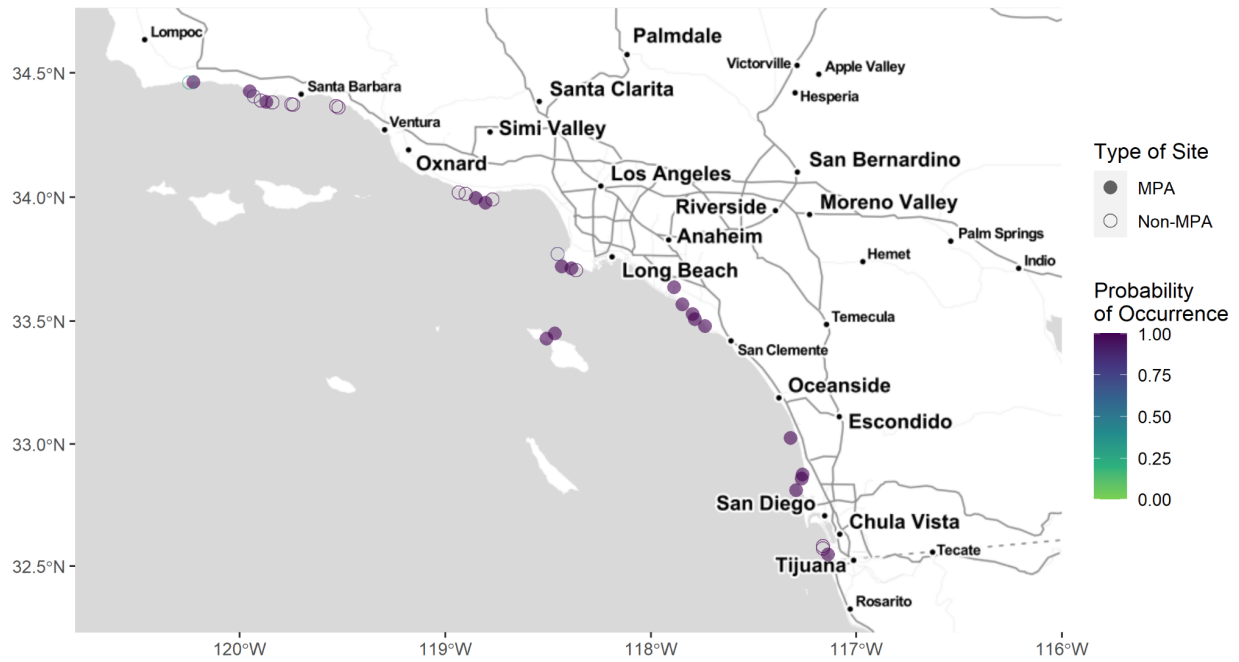 Lompoc
Palmdale
Victorville
Apple Valley
34.5°N
Santa Barbara
Santa Clarita
Hesperia
Ventura
Simi Valley
Oxnard
Los Angeles
San Bernardino
34.0°N
Riverside
Moreno Valley
Anaheim
Palm Springs
Hemet
Indio
Long Beach
33.5°N
Temecula
San Clemente
Oceanside
Escondido
33.0°N
San Diego
Chula Vista
Tecate
32.5°N
Tijuana
Rosarito
120°W
119°W
118°W
117°W
116°W
Type of Site
MPA
Non-MPA
Probability
of Occurrence
1.00
0.75
0.50
0.25
0.00